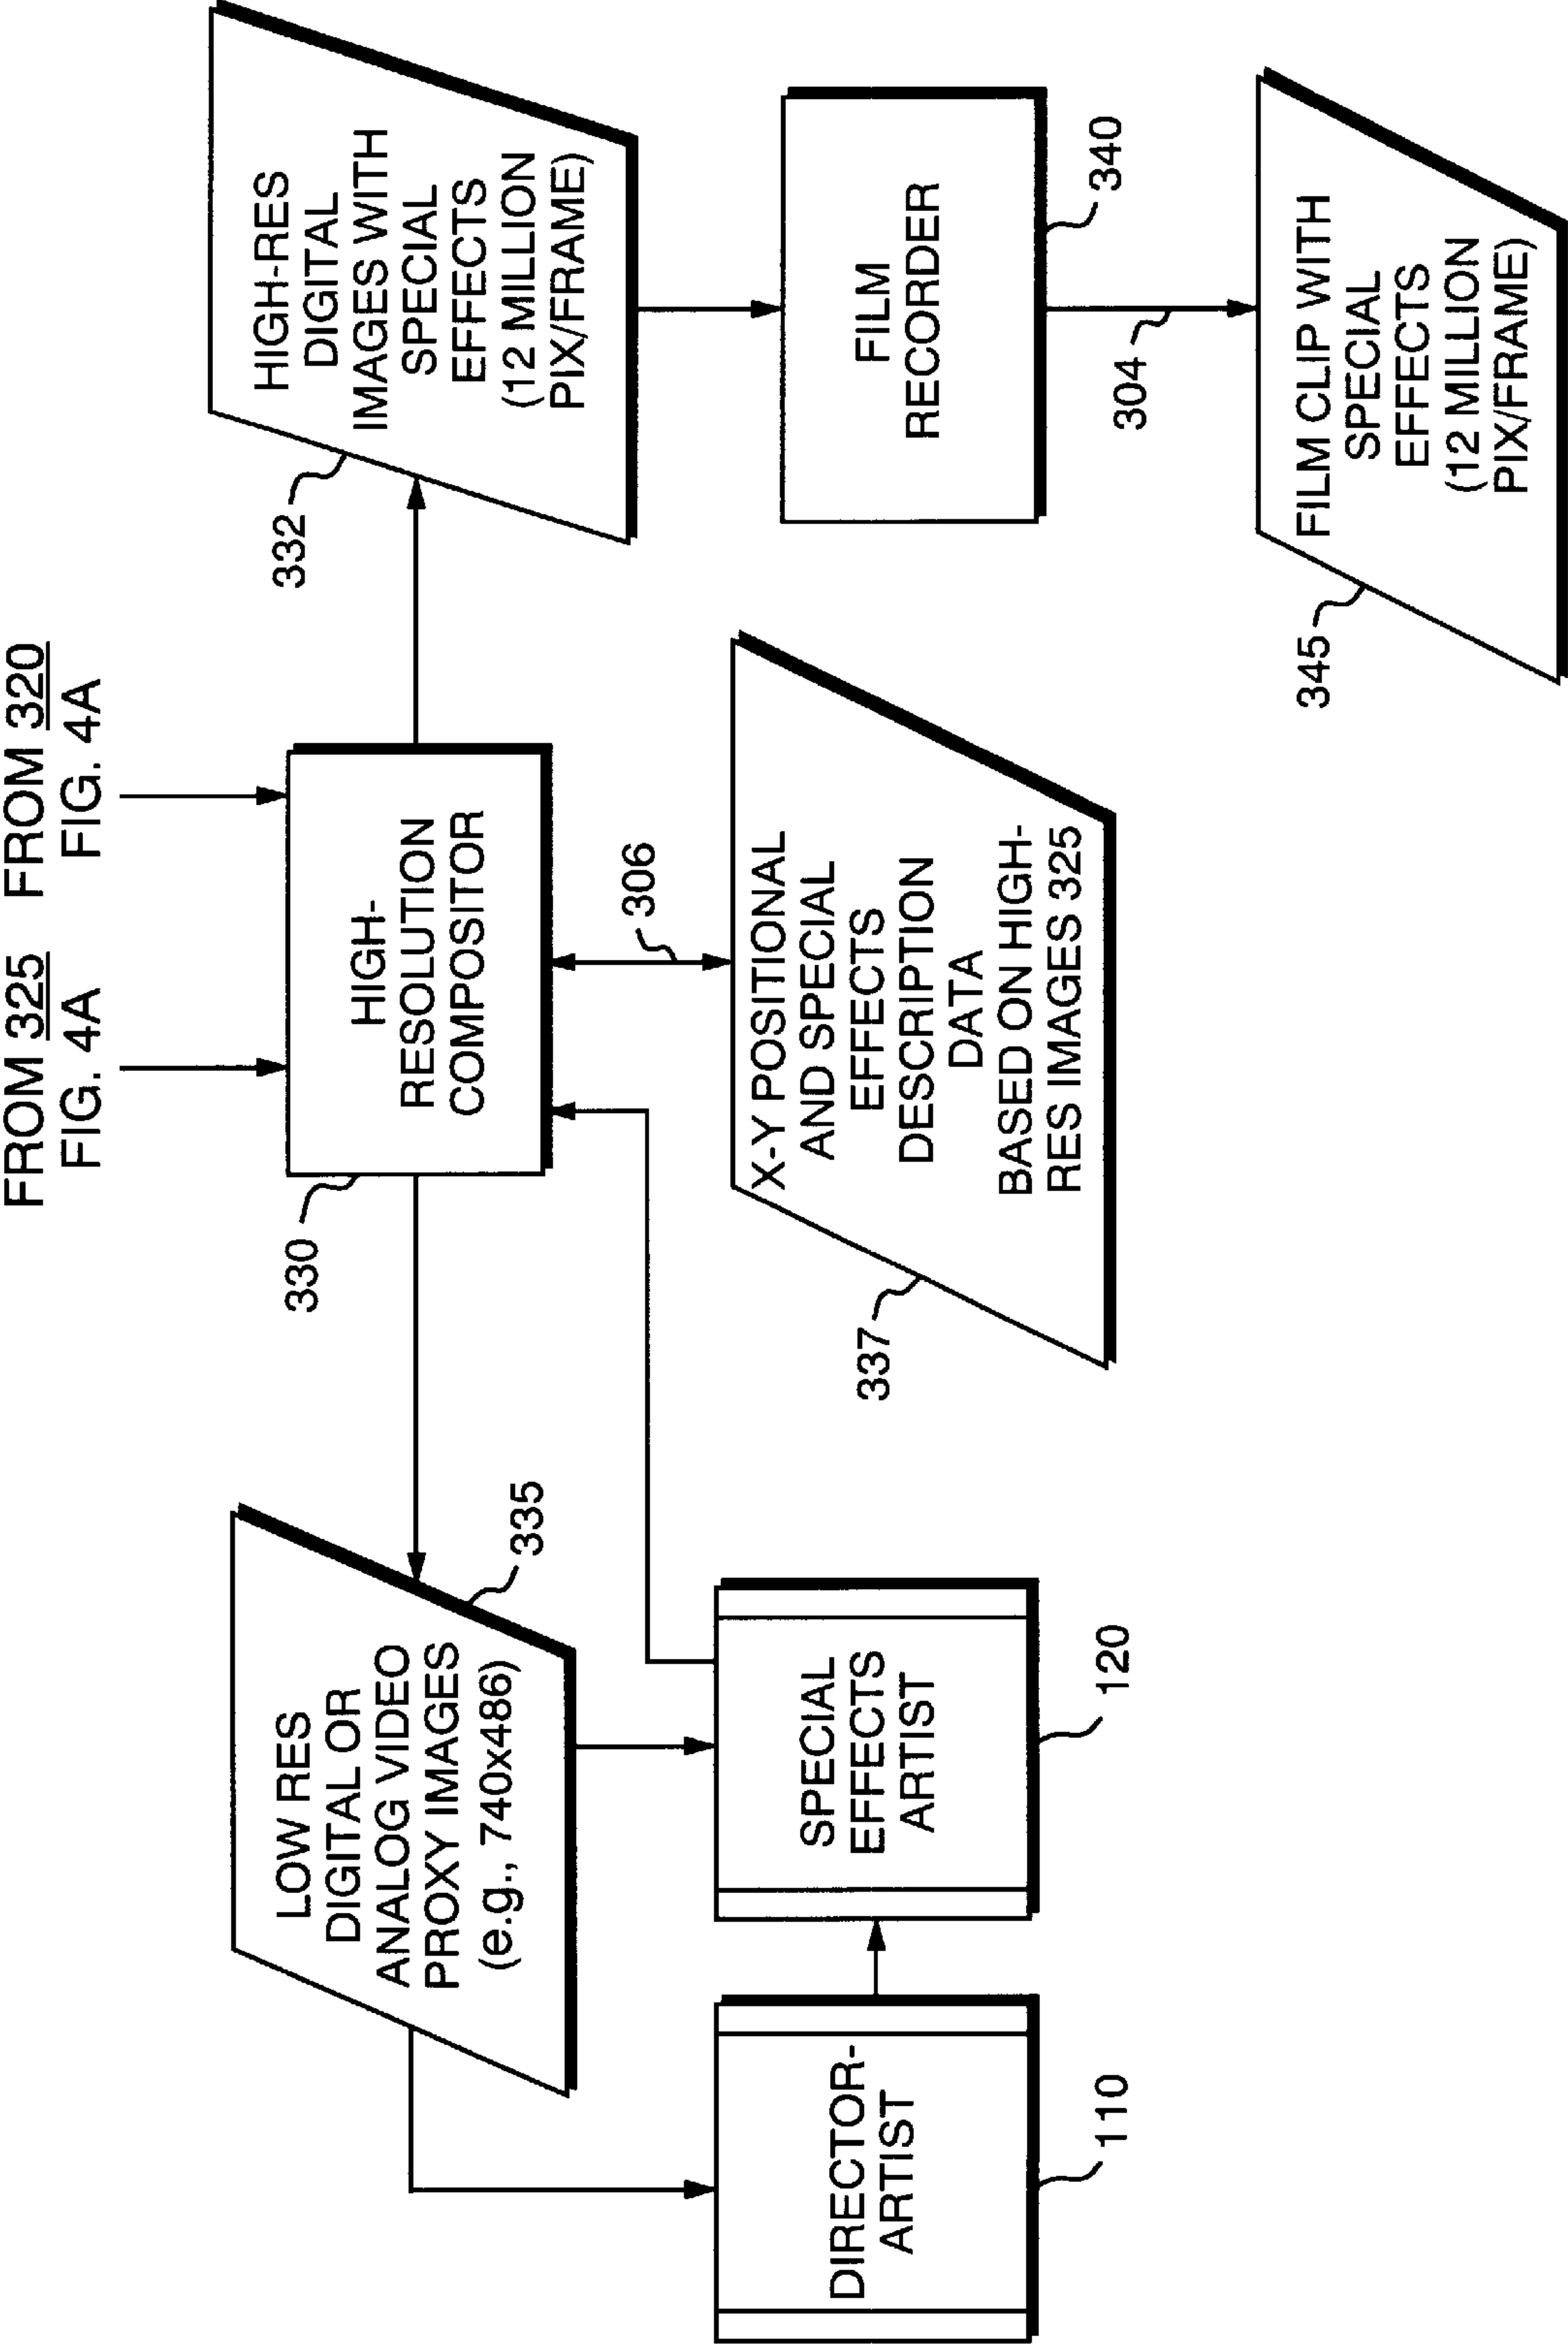 FROM 325
FIG. 4A
FROM 320
FIG. 4A
LOW RES
DIGITAL OR
ANALOG VIDEO
PROXY IMAGES
(e.g., 740x486)
335
330
HIGH-
RESOLUTION
COMPOSITOR
332
HIGH-RES
DIGITAL
IMAGES WITH
SPECIAL
EFFECTS
(12 MILLION
PIX/FRAME)
306
DIRECTOR-
ARTIST
110
SPECIAL
EFFECTS
ARTIST
120
337
X-Y POSITIONAL
AND SPECIAL
EFFECTS
DESCRIPTION
DATA
BASED ON HIGH-
RES IMAGES 325
FILM
RECORDER
340
304
345
FILM CLIP WITH
SPECIAL
EFFECTS
(12 MILLION
PIX/FRAME)